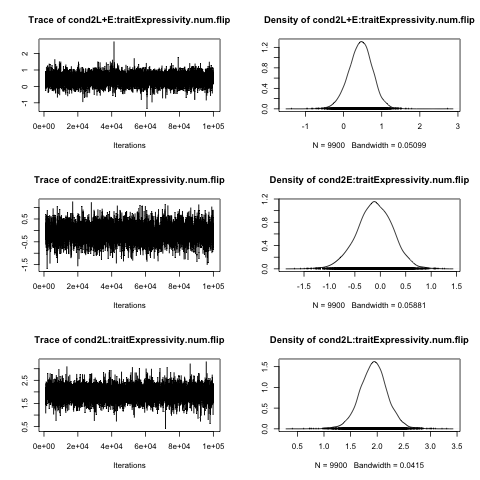 Trace of cond2L+E:traitExpressivity.num.flip
Density of cond2L+E:traitExpressivity.num.flip
-1 0 1 2
0.0 0.4 0.8 1.2
0e+00 2e+04 4e+04 6e+04 8e+04 1e+05
-1 0 1 2 3
Iterations
N = 9900 Bandwidth = 0.05099
Trace of cond2E:traitExpressivity.num.flip
Density of cond2E:traitExpressivity.num.flip
-1.5 -0.5 0.5
0.0 0.4 0.8 1.2
0e+00 2e+04 4e+04 6e+04 8e+04 1e+05
-1.5 -1.0 -0.5 0.0 0.5 1.0 1.5
Iterations
N = 9900 Bandwidth = 0.05881
Trace of cond2L:traitExpressivity.num.flip
Density of cond2L:traitExpressivity.num.flip
0.5 1.5 2.5
0.0 0.5 1.0 1.5
0e+00 2e+04 4e+04 6e+04 8e+04 1e+05
0.5 1.0 1.5 2.0 2.5 3.0 3.5
Iterations
N = 9900 Bandwidth = 0.0415